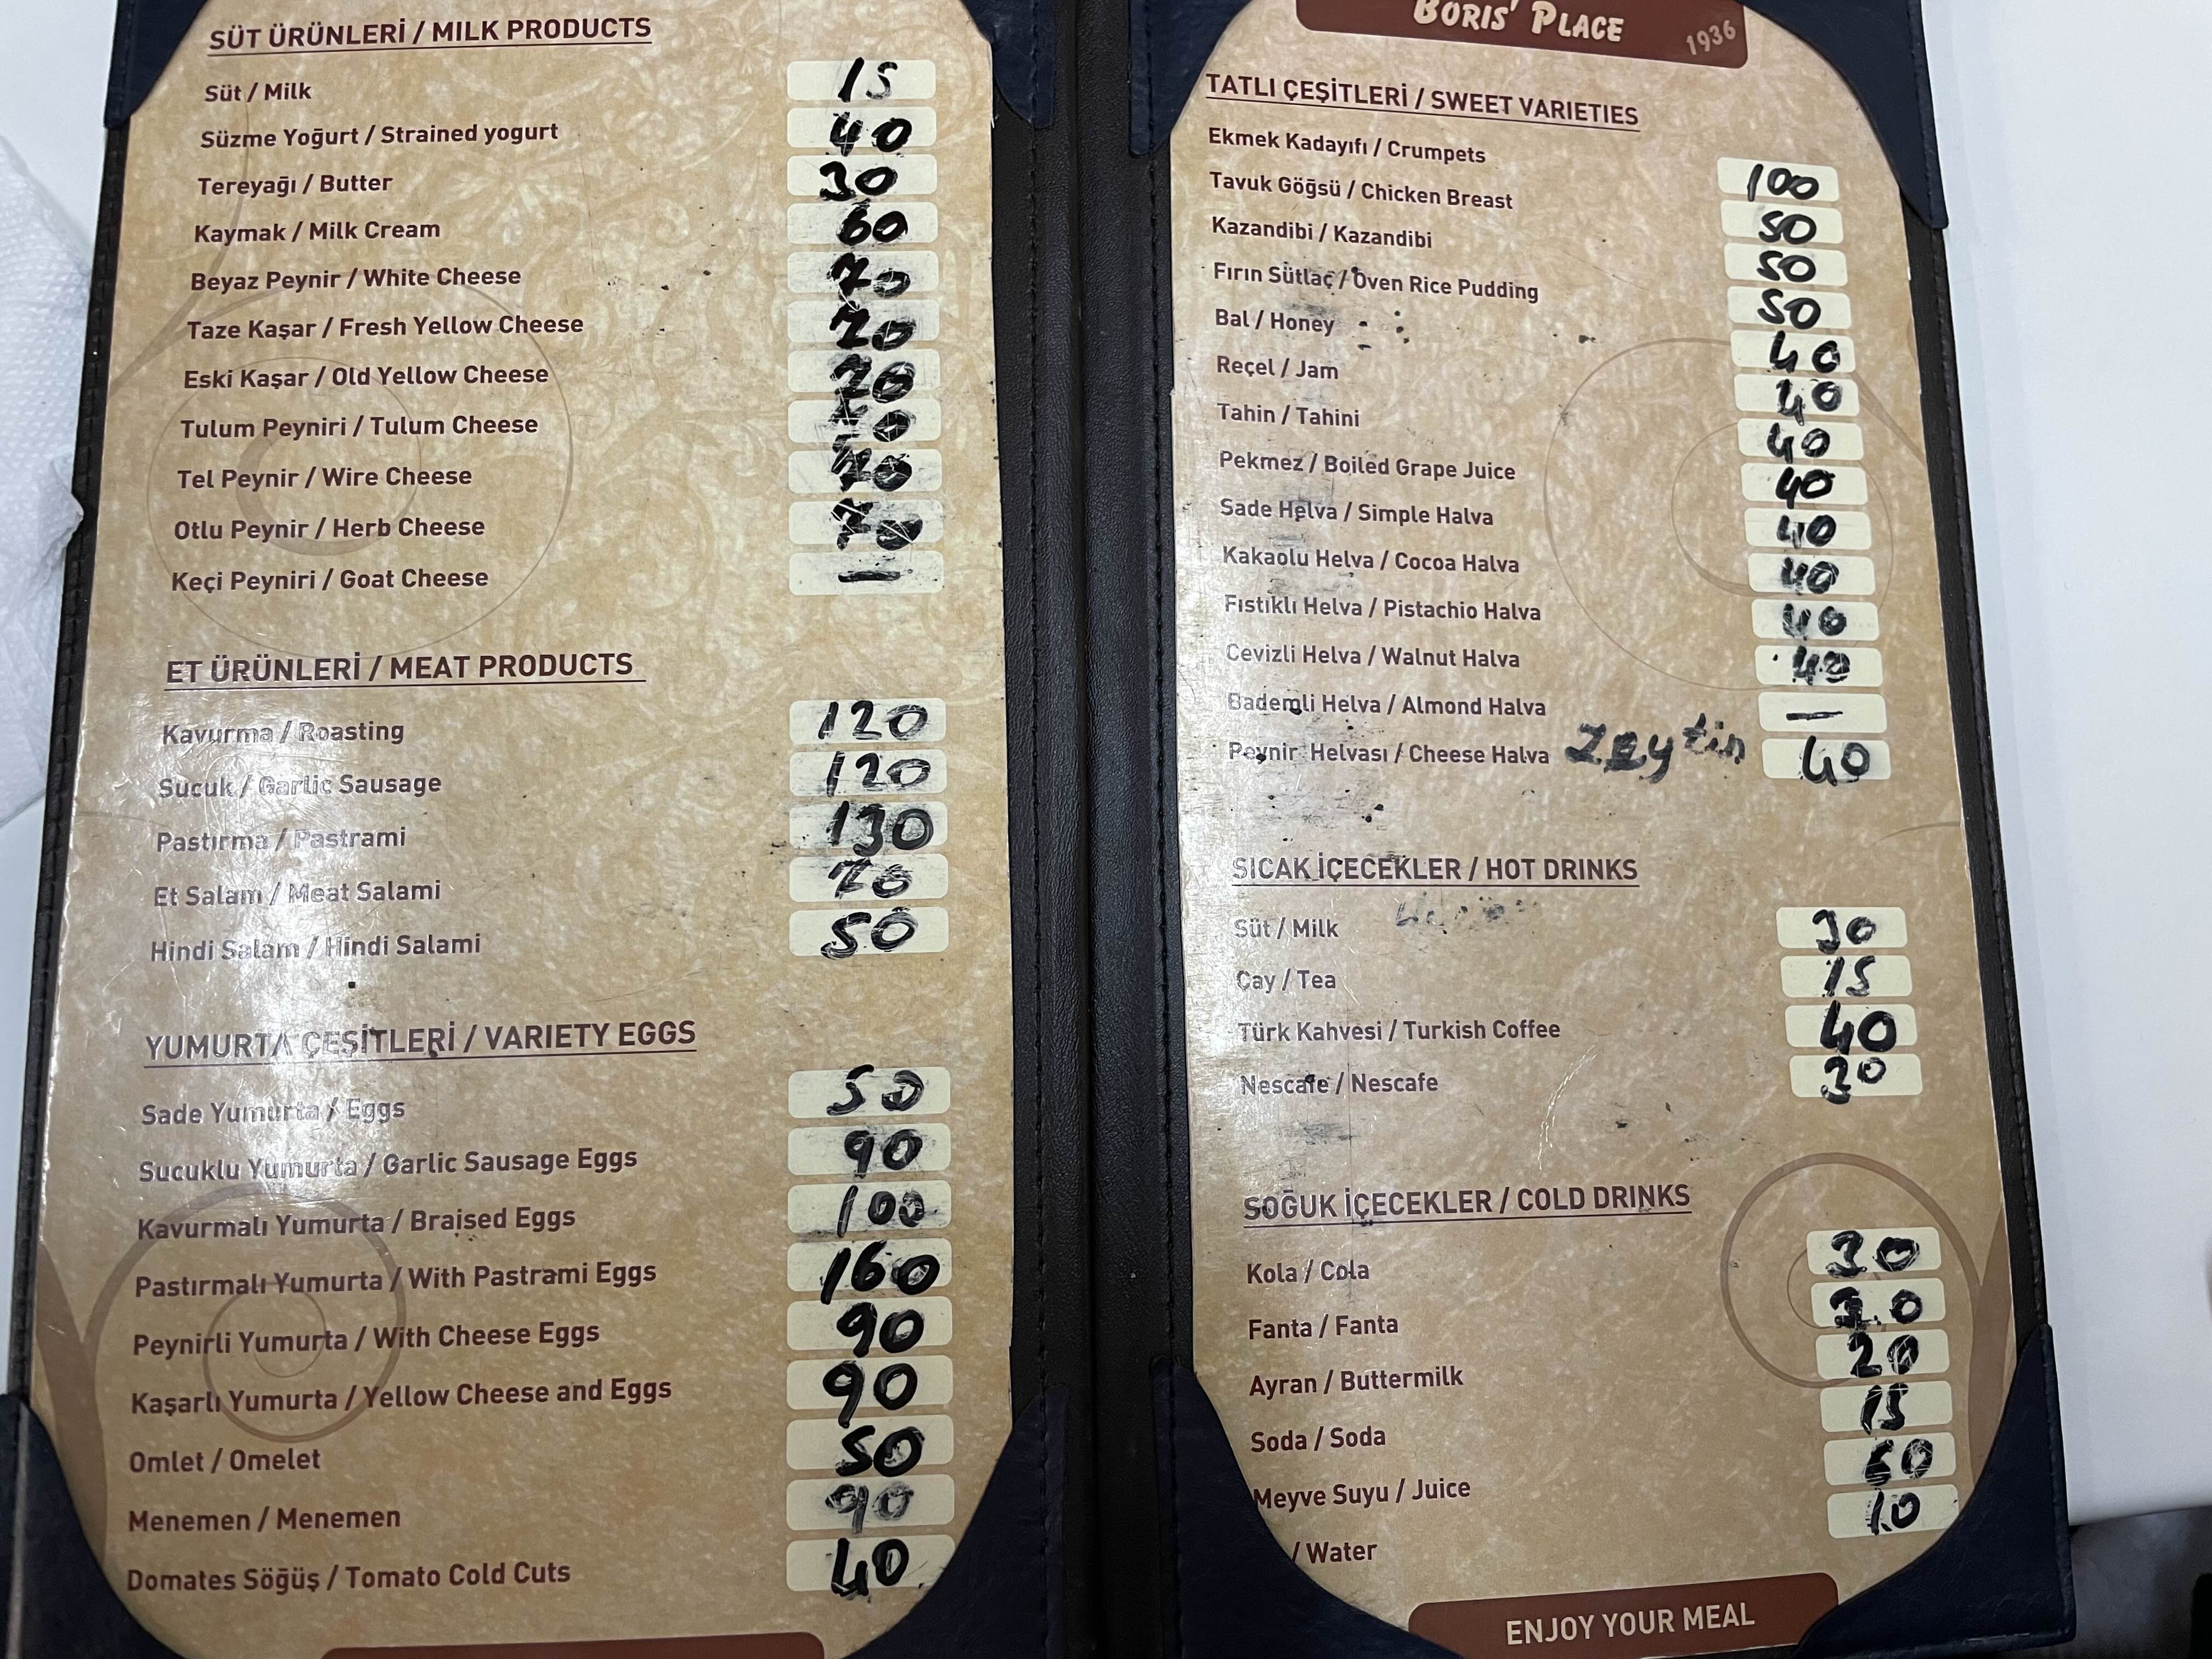 SÜT ÜRÜNLERİ / MILK PRODUCTS
Süt / Milk 15
Süzme Yoğurt / Strained yogurt 40
Tereyağı / Butter 30
Kaymak / Milk Cream 60
Beyaz Peynir / White Cheese 70
Taze Kaşar / Fresh Yellow Cheese 70
Eski Kaşar / Old Yellow Cheese 70
Tulum Peyniri / Tulum Cheese 70
Tel Peynir / Wire Cheese 70
Otlu Peynir / Herb Cheese 70
Keçi Peyniri / Goat Cheese —
ET ÜRÜNLERİ / MEAT PRODUCTS
Kavurma / Roasting 120
Sucuk / Garlic Sausage 120
Pastırma / Pastrami 130
Et Salam / Meat Salami 70
Hindi Salam / Hindi Salami 50
YUMURTA ÇEŞİTLERİ / VARIETY EGGS
Sade Yumurta / Eggs 50
Sucuklu Yumurta / Garlic Sausage Eggs 90
Kavurmalı Yumurta / Braised Eggs 100
Pastırmalı Yumurta / With Pastrami Eggs 160
Peynirli Yumurta / With Cheese Eggs 90
Kaşarlı Yumurta / Yellow Cheese and Eggs 90
Omlet / Omelet 50
Menemen / Menemen 90
Domates Söğüş / Tomato Cold Cuts 40
BORIS' PLACE 1936
TATLI ÇEŞİTLERİ / SWEET VARIETIES
Ekmek Kadayıfı / Crumpets 100
Tavuk Göğsü / Chicken Breast 50
Kazandibi / Kazandibi 50
Fırın Sütlaç / Oven Rice Pudding 50
Bal / Honey 40
Reçel / Jam 40
Tahin / Tahini 40
Pekmez / Boiled Grape Juice 40
Sade Helva / Simple Halva 40
Kakaolu Helva / Cocoa Halva 40
Fıstıklı Helva / Pistachio Halva 40
Cevizli Helva / Walnut Halva 40
Bademli Helva / Almond Halva —
Peynir Helvası / Cheese Halva Zeytin 40
SICAK İÇECEKLER / HOT DRINKS
Süt / Milk 30
Çay / Tea 15
Türk Kahvesi / Turkish Coffee 40
Nescafe / Nescafe 30
SOĞUK İÇECEKLER / COLD DRINKS
Kola / Cola 30
Fanta / Fanta 30
Ayran / Buttermilk 20
Soda / Soda 15
Meyve Suyu / Juice
/ Water 10
ENJOY YOUR MEAL